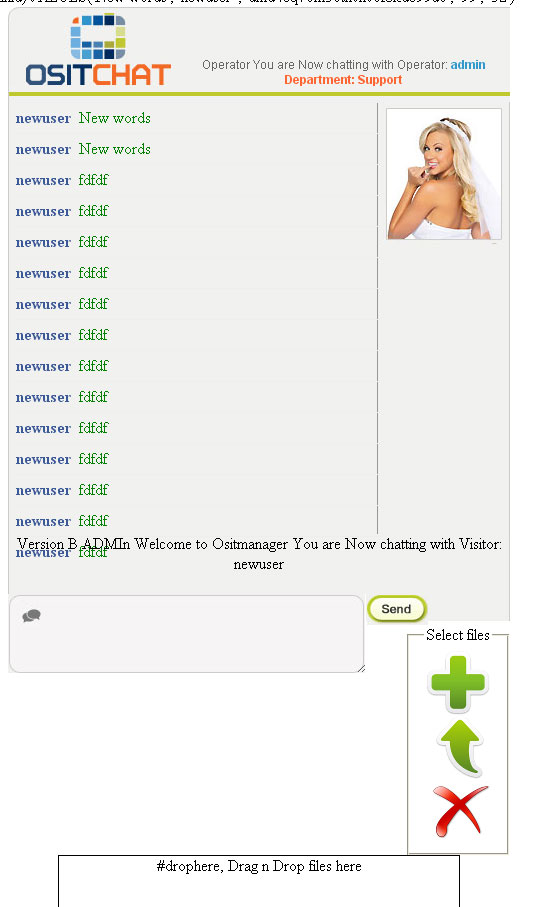 OSITCHAT
Operator You are Now chatting with Operator: admin
Department: Support
newuser New words
newuser New words
newuser fdfdf
newuser fdfdf
newuser fdfdf
newuser fdfdf
newuser fdfdf
newuser fdfdf
newuser fdfdf
newuser fdfdf
newuser fdfdf
newuser fdfdf
newuser fdfdf
newuser fdfdf
Version B ADMIn Welcome to Ositmanager You are Now chatting with Visitor:
newuser fdfdf
newuser
Send
Select files
#drophere, Drag n Drop files here